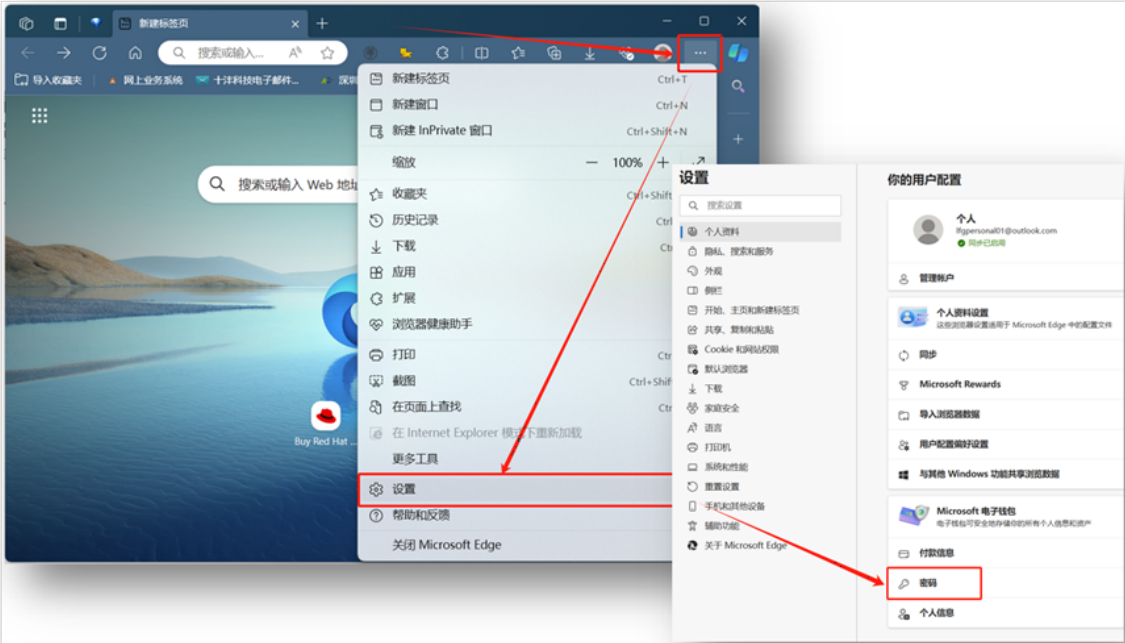 新建标签页
搜索或输入...
导入收藏夹
网上业务系统
十沣科技电子邮件...
深圳
搜索或输入 Web 地址
Buy Red Hat ...
新建标签页 Ctrl+T
新建窗口 Ctrl+N
新建 InPrivate 窗口 Ctrl+Shift+N
缩放 — 100% +
收藏夹 Ctrl+Shift
历史记录 Ctrl
下载 Ctr
应用
扩展
浏览器健康助手
打印 Ctr
截图 Ctrl+Shif
在页面上查找 Ctr
在 Internet Explorer 模式下重新加载
更多工具
设置
帮助和反馈
关闭 Microsoft Edge
设置
搜索设置
个人资料
隐私、搜索和服务
外观
侧栏
开始、主页和新建标签页
共享、复制和粘贴
Cookie 和网站权限
默认浏览器
下载
家庭安全
语言
打印机
系统和性能
重置设置
手机和其他设备
辅助功能
关于 Microsoft Edge
你的用户配置
个人
lfgpersonal01@outlook.com
同步已启用
管理帐户
个人资料设置
这些浏览器设置适用于 Microsoft Edge 中的配置文件
同步
Microsoft Rewards
导入浏览器数据
用户配置偏好设置
与其他 Windows 功能共享浏览数据
Microsoft 电子钱包
电子钱包可安全地存储你的所有个人信息和资产
付款信息
密码
个人信息